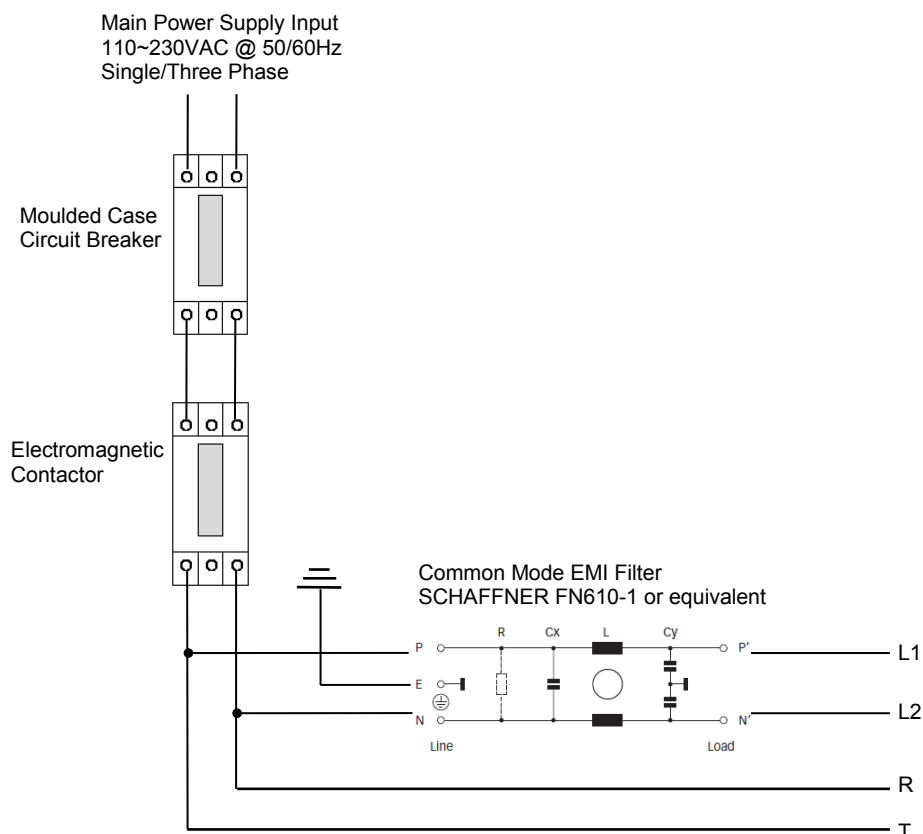 Main Power Supply Input
110~230VAC @ 50/60Hz
Single/Three Phase
Moulded Case
Circuit Breaker
Electromagnetic
Contactor
Common Mode EMI Filter
SCHAFFNER FN610-1 or equivalent
R Cx L Cy
P P′
L1
E
L2
N N′
Line Load
R
T